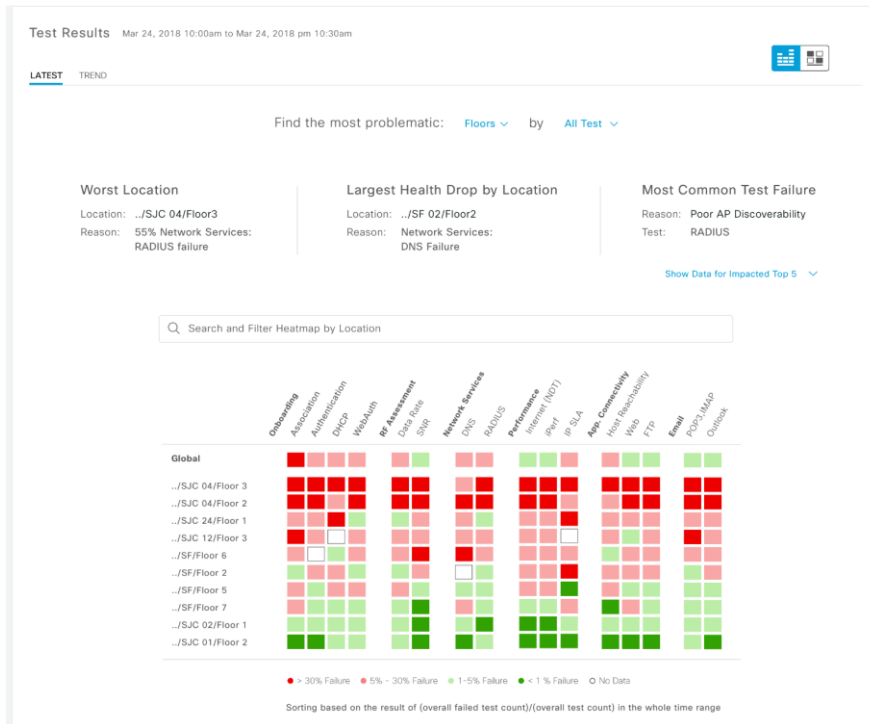 Test Results Mar 24, 2018 10:00am to Mar 24, 2018 pm 10:30am
LATEST TREND
Find the most problematic: Floors by All Test
Worst Location
Location: ../SJC 04/Floor3
Reason: 55% Network Services:
RADIUS failure
Largest Health Drop by Location
Location: ../SF 02/Floor2
Reason: Network Services:
DNS Failure
Most Common Test Failure
Reason: Poor AP Discoverability
Test: RADIUS
Show Data for Impacted Top 5
Search and Filter Heatmap by Location
Onboarding
Association
Authentication
DHCP
WebAuth
RF Assessment
Data Rate
SNR
Network Services
DNS
RADIUS
Performance
Internet (NDT)
iPerf
IP SLA
App. Connectivity
Host Reachability
Web
FTP
Email
POP3,IMAP
Outlook
Global
../SJC 04/Floor 3
../SJC 04/Floor 2
../SJC 24/Floor 1
../SJC 12/Floor 3
../SF/Floor 6
../SF/Floor 2
../SF/Floor 5
../SF/Floor 7
../SJC 02/Floor 1
../SJC 01/Floor 2
> 30% Failure 5% - 30% Failure 1-5% Failure < 1 % Failure No Data
Sorting based on the result of (overall failed test count)/(overall test count) in the whole time range